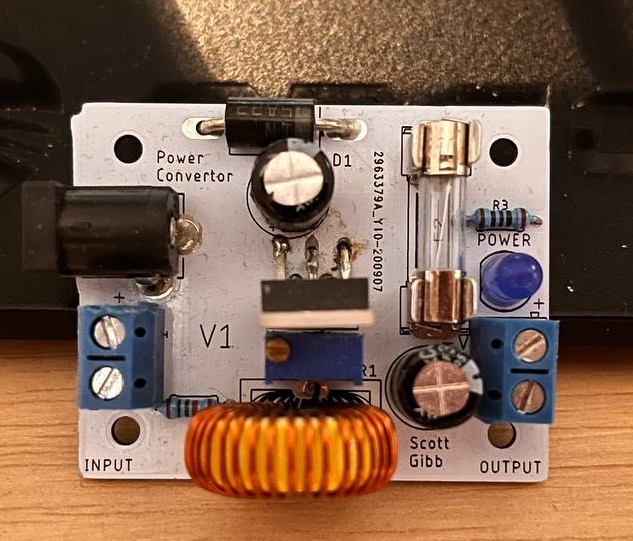 Power
Convertor
D1
2963379A_Y10-200907
R3
POWER
+
+
V1
R1
Scott
Gibb
INPUT
OUTPUT